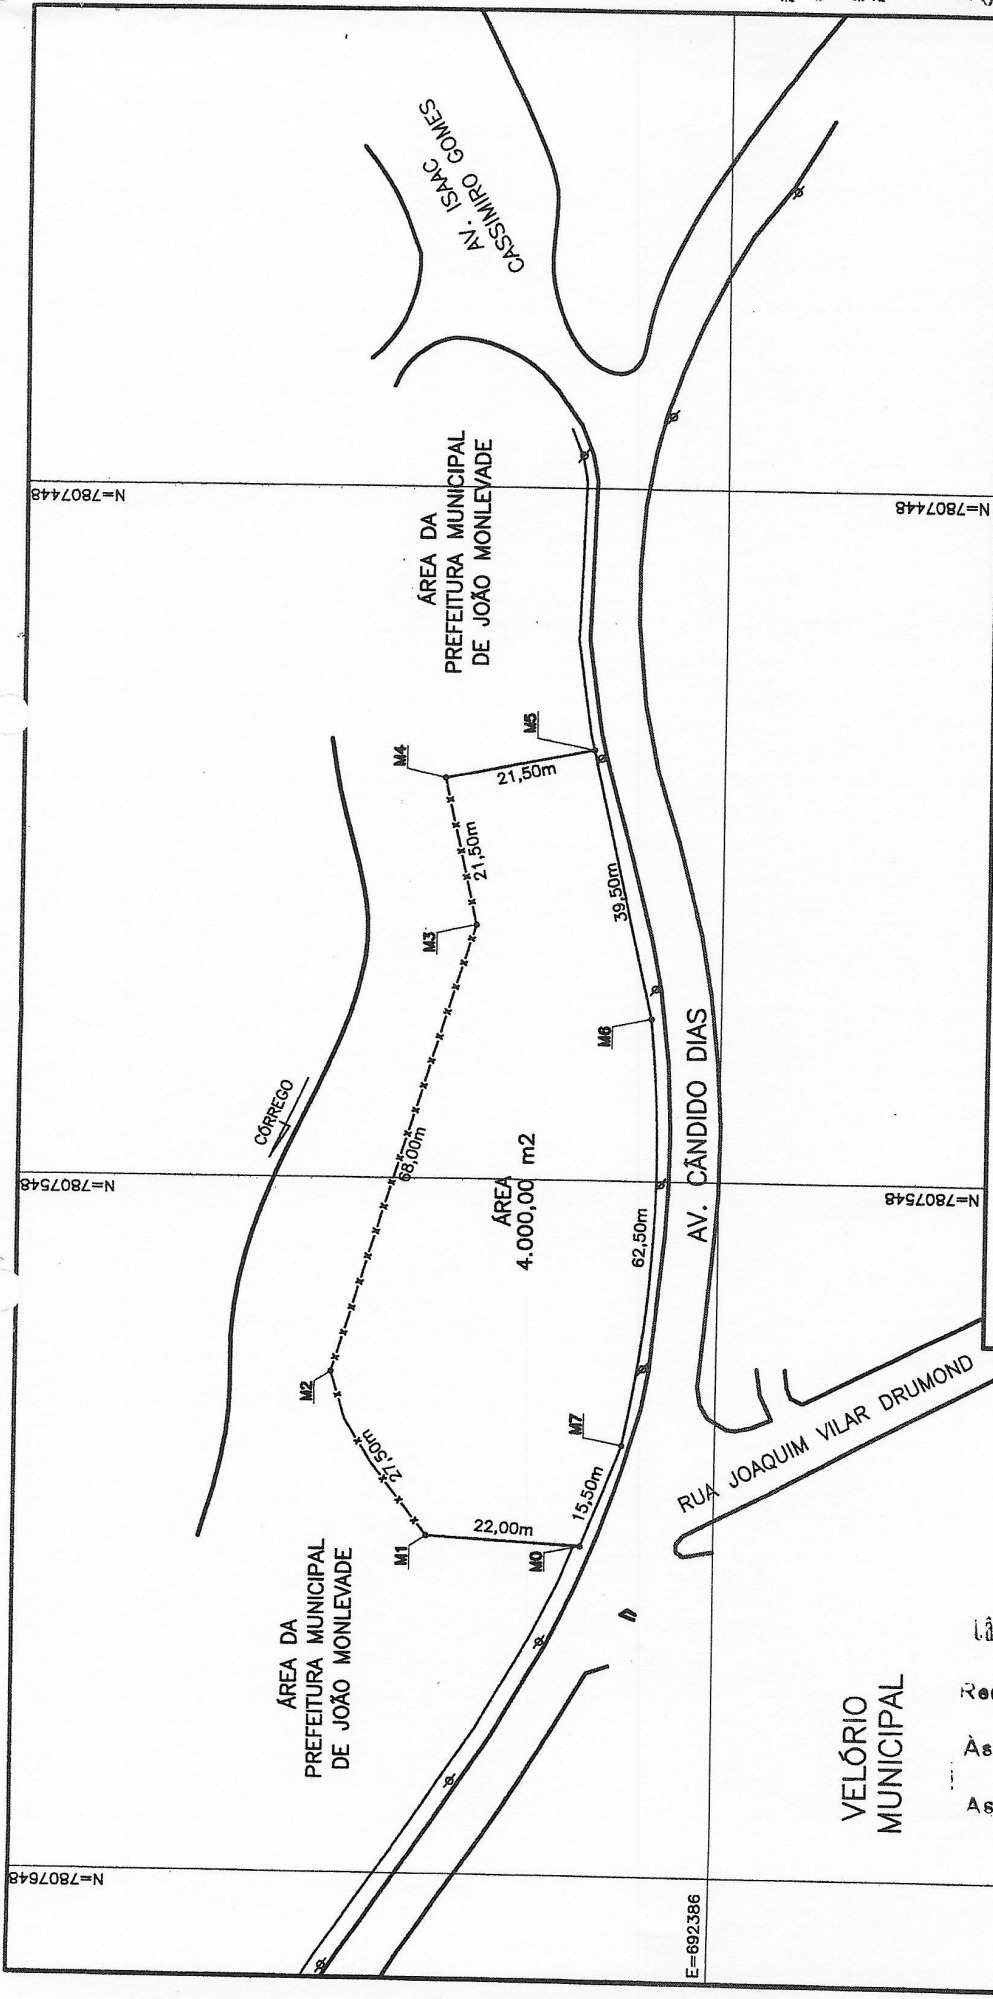 N=7807648
N=7807548
N=7807448
N=7807548
N=7807448
E=692386
ÁREA DA
PREFEITURA MUNICIPAL
DE JOÃO MONLEVADE
CÓRREGO
ÁREA DA
PREFEITURA MUNICIPAL
DE JOÃO MONLEVADE
AV. ISAAC
CASSIMIRO GOMES
M1
27,50m
M2
68,00m
M3
21,50m
M4
22,00m
21,50m
M0
15,50m
M7
62,50m
M6
39,50m
M5
ÁREA
4.000,00 m2
AV. CÂNDIDO DIAS
RUA JOAQUIM VILAR DRUMOND
VELÓRIO
MUNICIPAL
Às
As